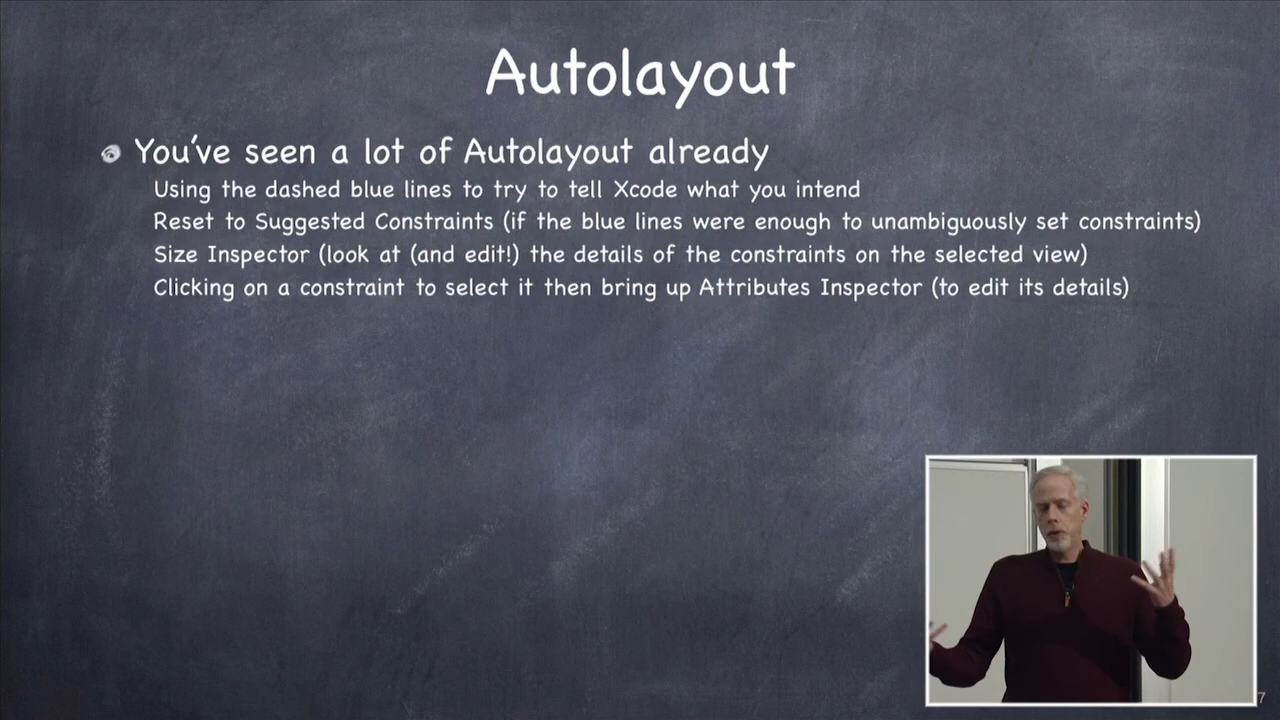 Autolayout
You've seen a lot of Autolayout already
Using the dashed blue lines to try to tell Xcode what you intend
Reset to Suggested Constraints (if the blue lines were enough to unambiguously set constraints)
Size Inspector (look at (and edit!) the details of the constraints on the selected view)
Clicking on a constraint to select it then bring up Attributes Inspector (to edit its details)